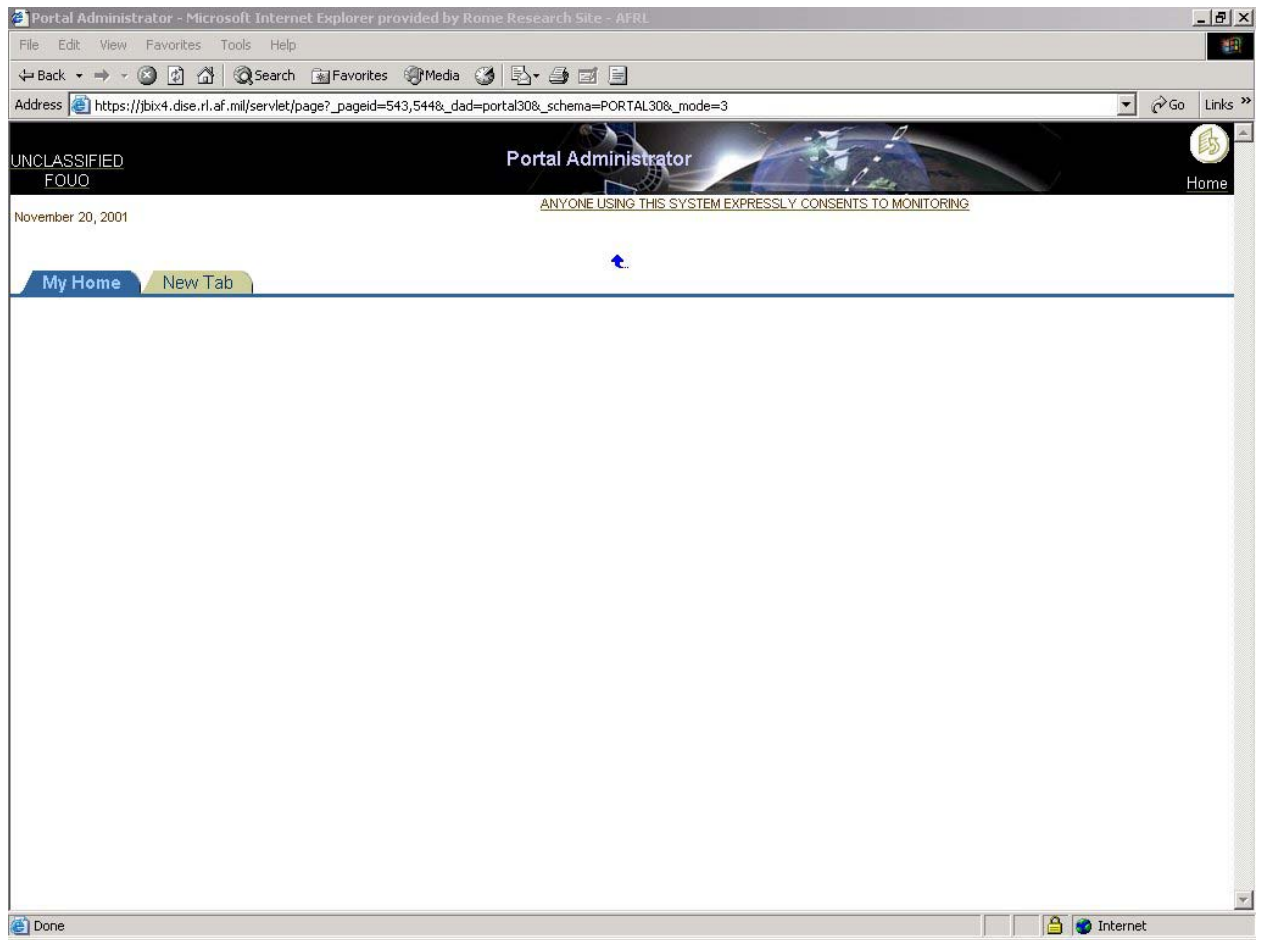 Portal Administrator - Microsoft Internet Explorer provided by Rome Research Site - AFRL
File Edit View Favorites Tools Help
Back Search Favorites Media
Address https://jbix4.dise.rl.af.mil/servlet/page?_pageid=543,544&_dad=portal30&_schema=PORTAL30&_mode=3 Go Links »
UNCLASSIFIED
FOUO
Portal Administrator
Home
ANYONE USING THIS SYSTEM EXPRESSLY CONSENTS TO MONITORING
November 20, 2001
My Home New Tab
Done Internet